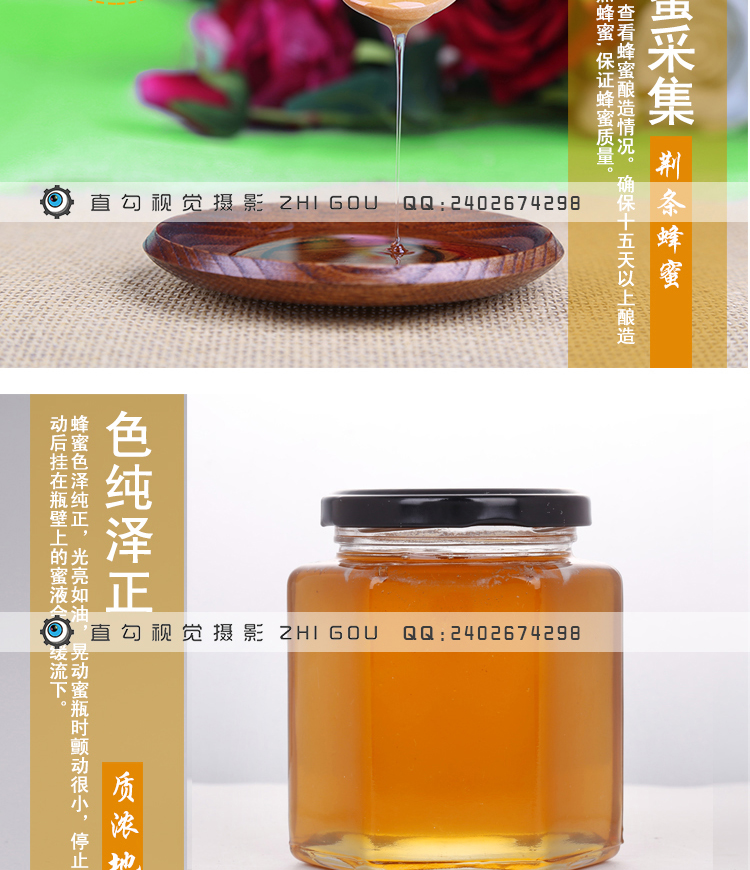 蜜采集
查看蜂蜜酿造情况。确保十五天以上酿造
蜂蜜,保证蜂蜜质量。
荆条蜂蜜
直勾视觉摄影 ZHI GOU QQ:2402674298
色纯泽正
蜂蜜色泽纯正，光亮如油，晃动蜜瓶时颤动很小，停止
动后挂在瓶壁上的蜜液会缓流下。
直勾视觉摄影 ZHI GOU QQ:2402674298
质浓地